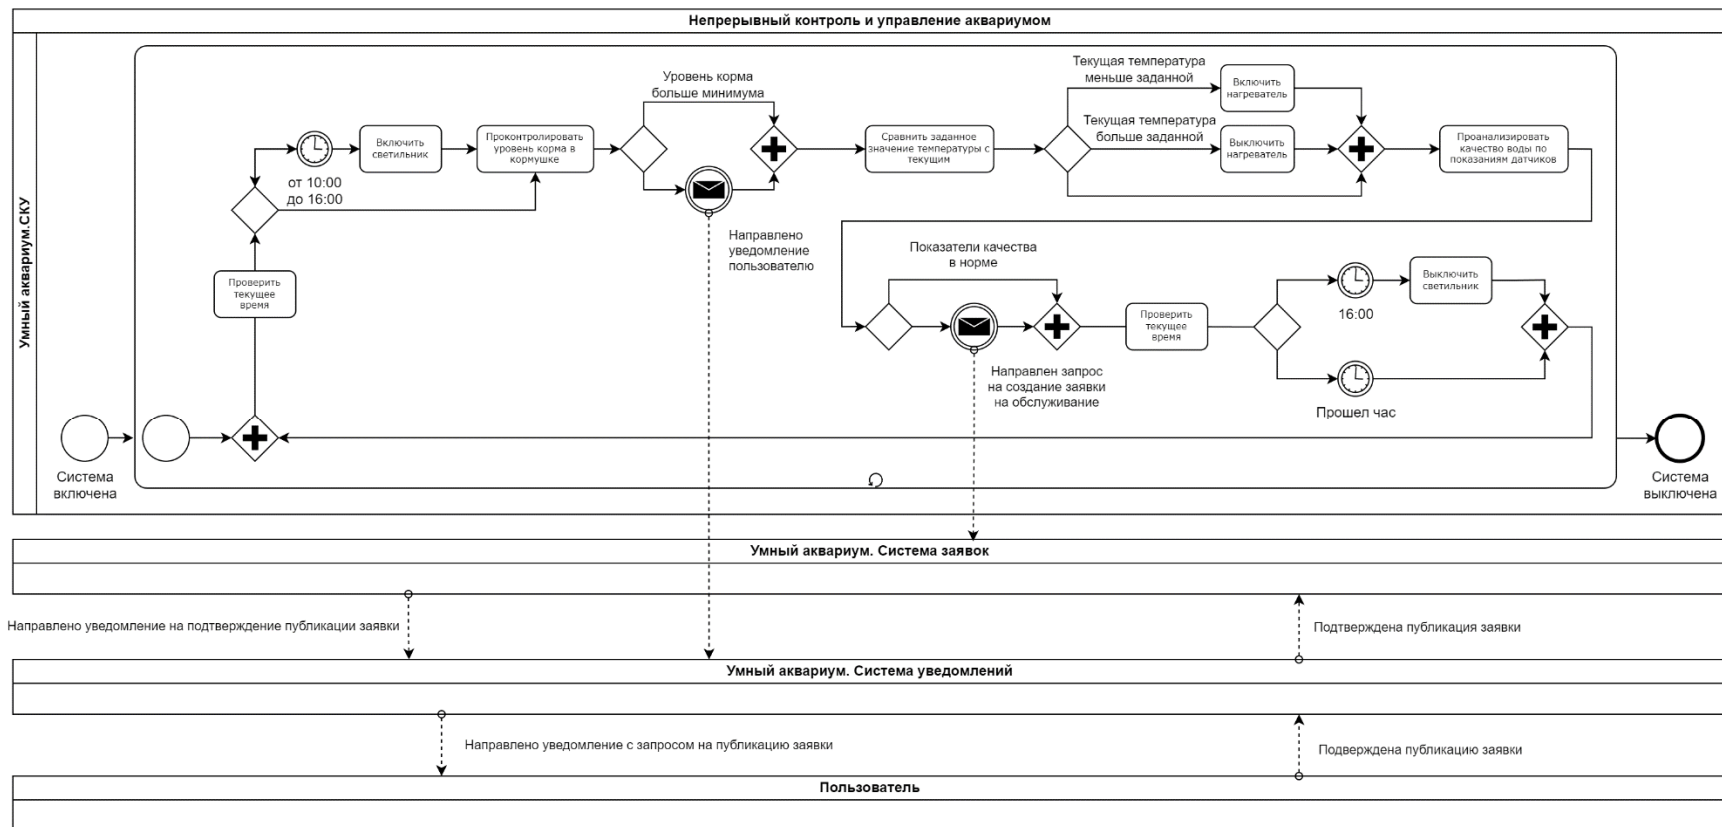 Непрерывный контроль и управление аквариумом
Умный аквариум.СКУ
Система
включена
Проверить
текущее
время
от 10:00
до 16:00
Включить
светильник
Проконтролировать
уровень корма в
кормушке
Уровень корма
больше минимума
Направлено
уведомление
пользователю
Сравнить заданное
значение температуры с
текущим
Текущая температура
меньше заданной
Включить
нагреватель
Текущая температура
больше заданной
Выключить
нагреватель
Проанализировать
качество воды по
показаниям датчиков
Показатели качества
в норме
Направлен запрос
на создание заявки
на обслуживание
Проверить
текущее
время
16:00
Выключить
светильник
Прошел час
Система
выключена
Умный аквариум. Система заявок
Направлено уведомление на подтверждение публикации заявки
Подтверждена публикация заявки
Умный аквариум. Система уведомлений
Направлено уведомление с запросом на публикацию заявки
Подверждена публикацию заявки
Пользователь